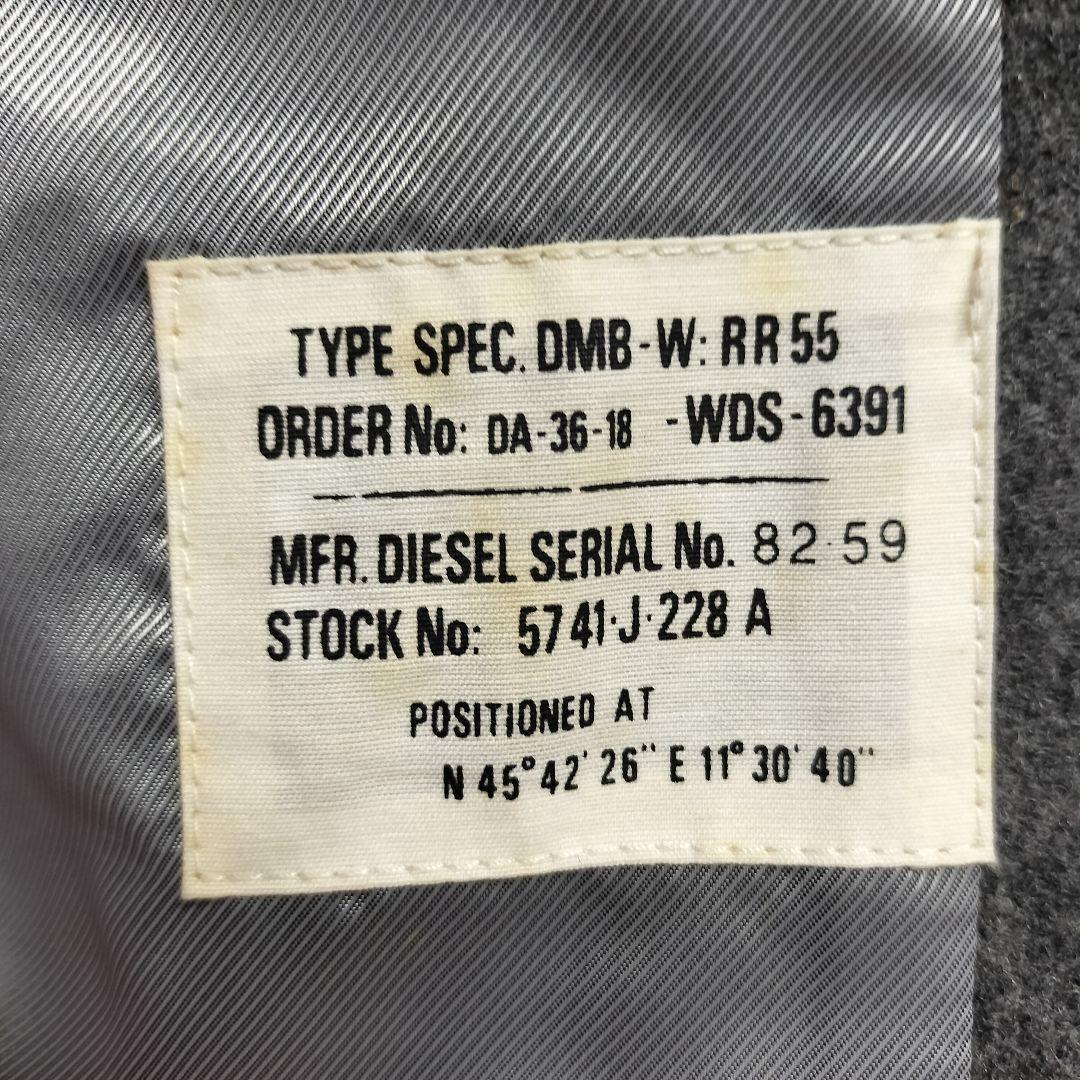 TYPE SPEC. DMB-W: RR 55
ORDER No: DA-36-18 -WDS-6391
MFR. DIESEL SERIAL No. 82·59
STOCK No: 5741·J·228 A
POSITIONED AT
N 45° 42' 26" E 11° 30' 40"